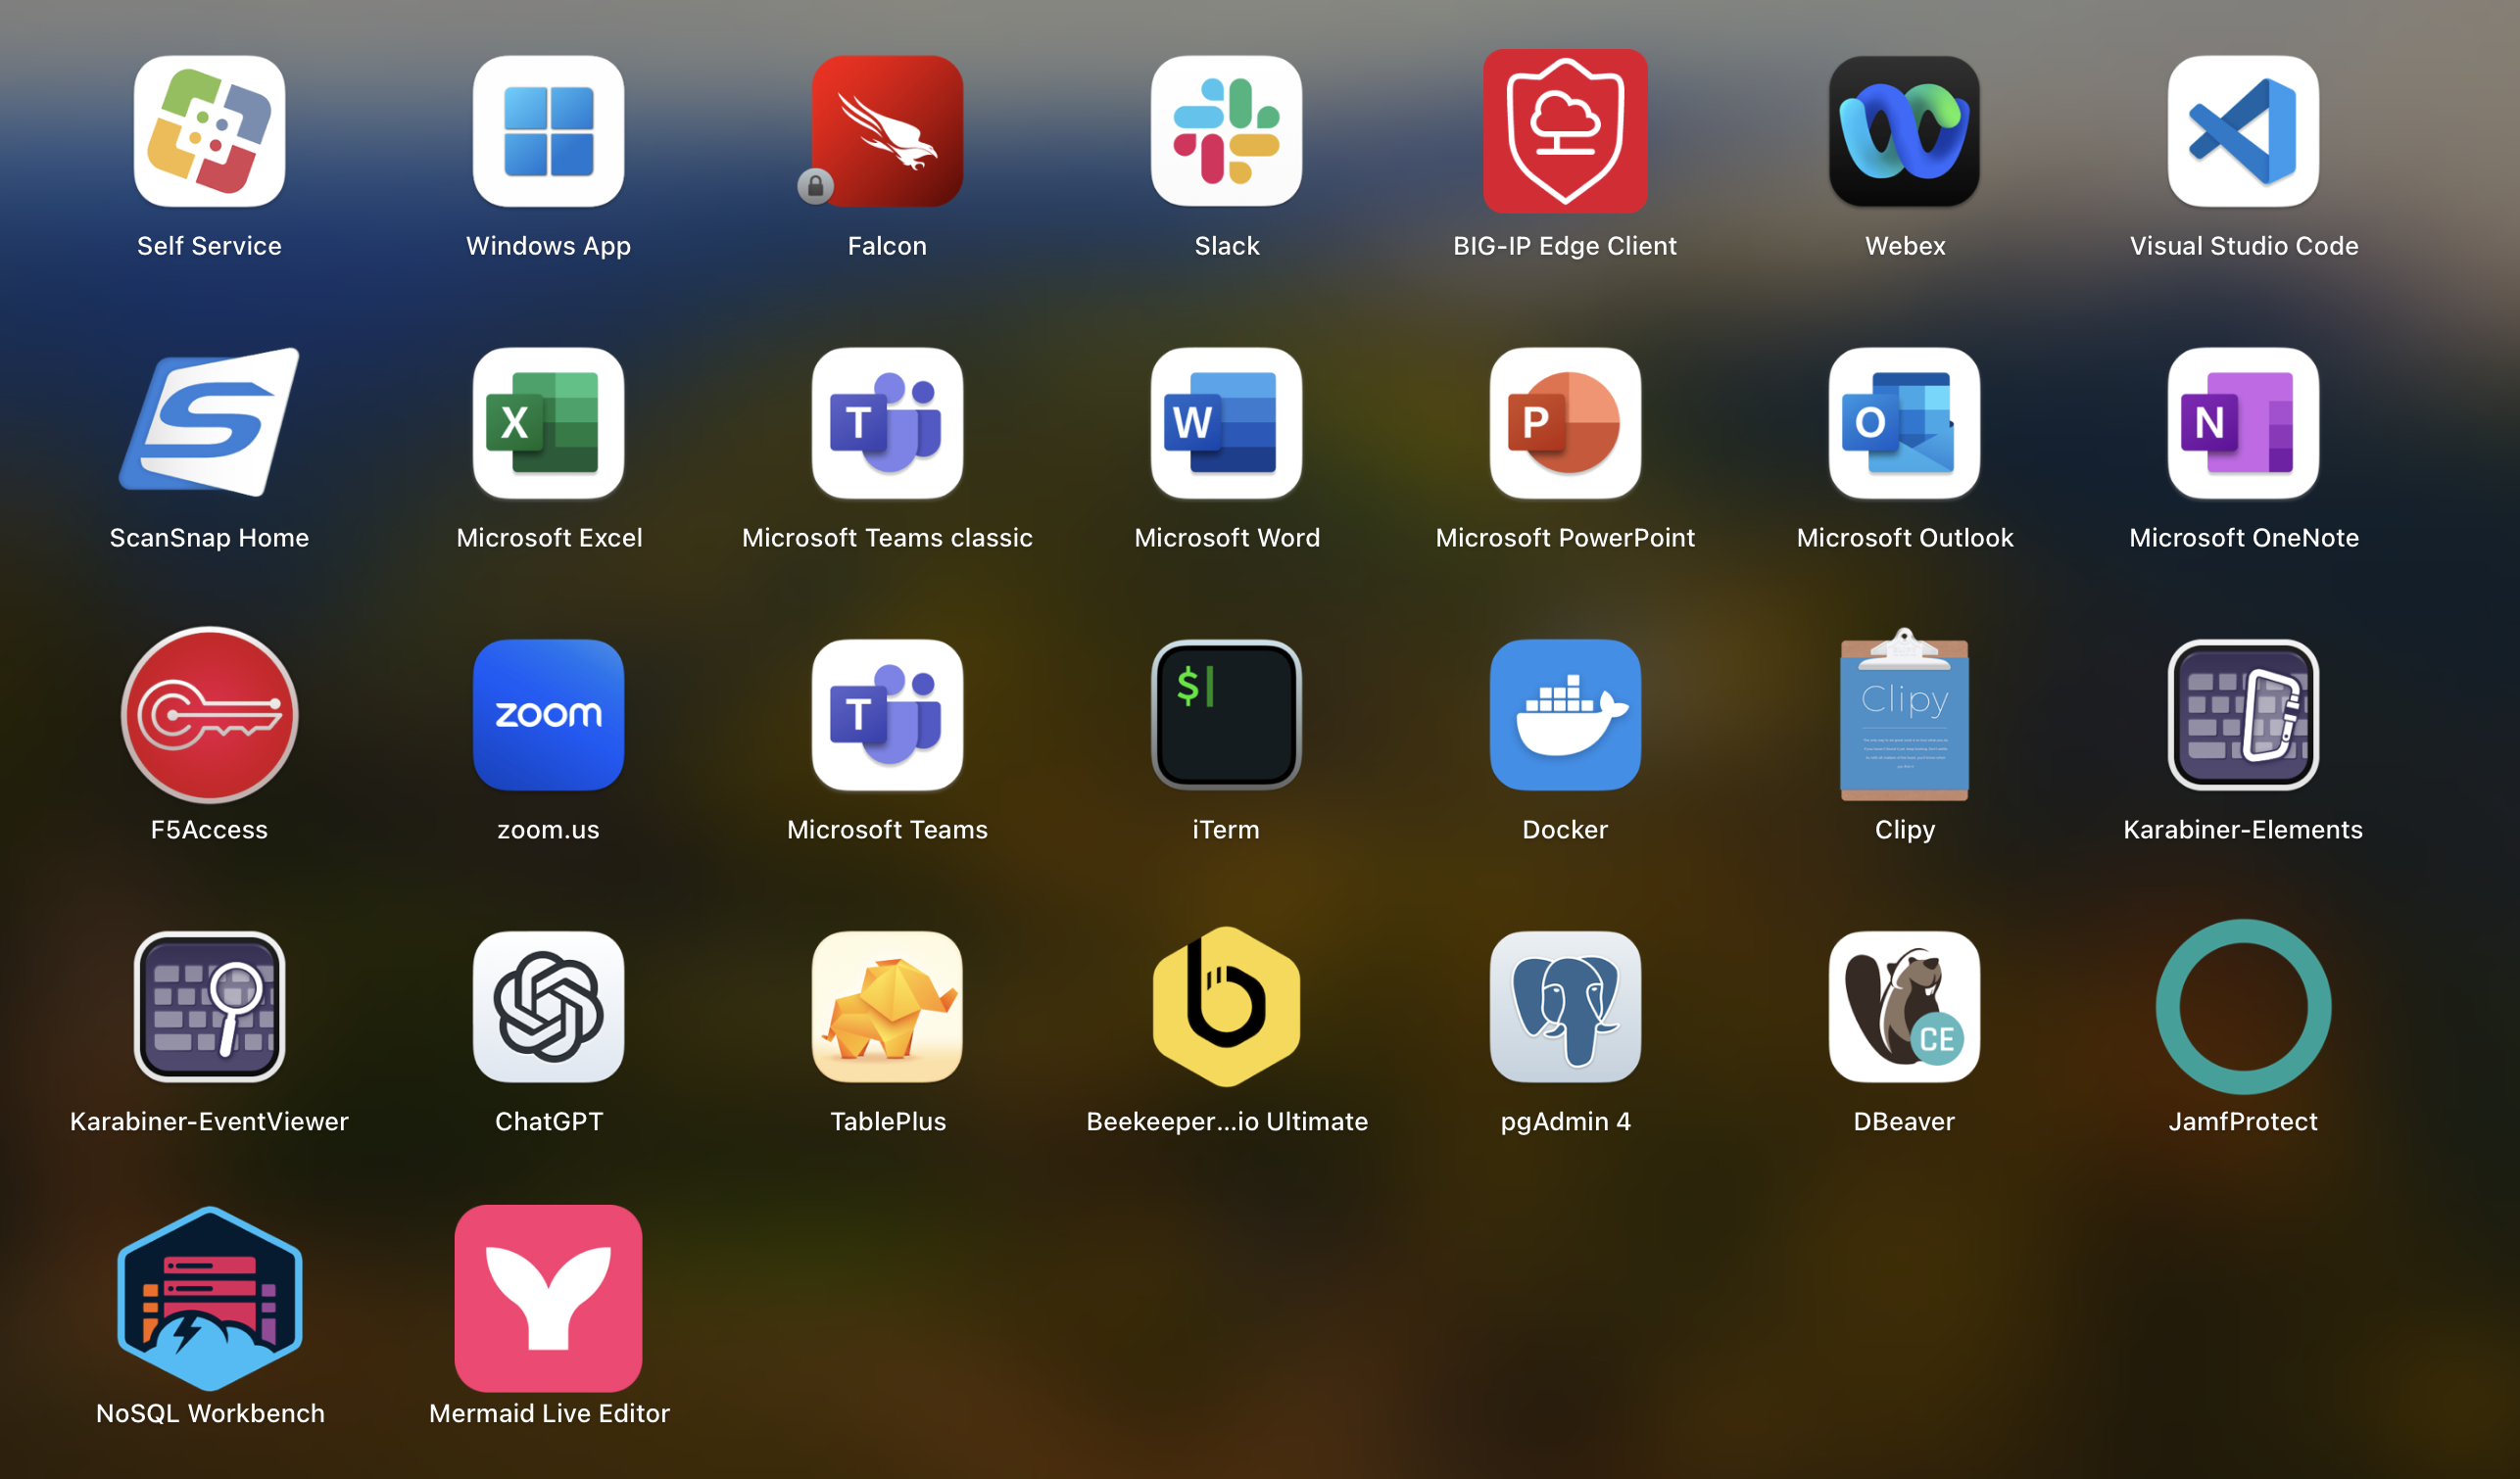 Self Service
Windows App
Falcon
Slack
BIG-IP Edge Client
Webex
Visual Studio Code
S
X
T
W
P
O
N
ScanSnap Home
Microsoft Excel
Microsoft Teams classic
Microsoft Word
Microsoft PowerPoint
Microsoft Outlook
Microsoft OneNote
zoom
T
$
Clipy
F5Access
zoom.us
Microsoft Teams
iTerm
Docker
Clipy
Karabiner-Elements
b
CE
Karabiner-EventViewer
ChatGPT
TablePlus
Beekeeper...io Ultimate
pgAdmin 4
DBeaver
JamfProtect
NoSQL Workbench
Mermaid Live Editor